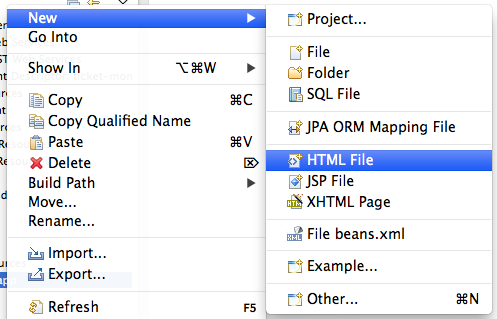 New
Go Into
Show In ⌥⌘W
Copy ⌘C
Copy Qualified Name
Paste ⌘V
Delete ⌦
Build Path
Move...
Rename...
Import...
Export...
Refresh F5
Project...
File
Folder
SQL File
JPA ORM Mapping File
HTML File
JSP File
XHTML Page
File beans.xml
Example...
Other... ⌘N